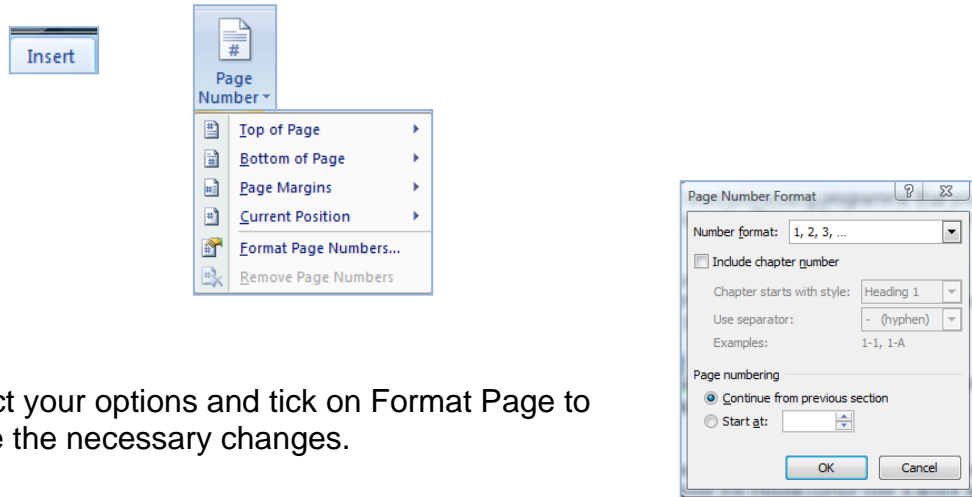 Insert
#
Page
Number
Top of Page
Bottom of Page
Page Margins
Current Position
Format Page Numbers...
Remove Page Numbers
Page Number Format
Number format: 1, 2, 3, ...
Include chapter number
Chapter starts with style: Heading 1
Use separator: - (hyphen)
Examples: 1-1, 1-A
Page numbering
Continue from previous section
Start at:
OK Cancel
your options and tick on Format Page to
the necessary changes.